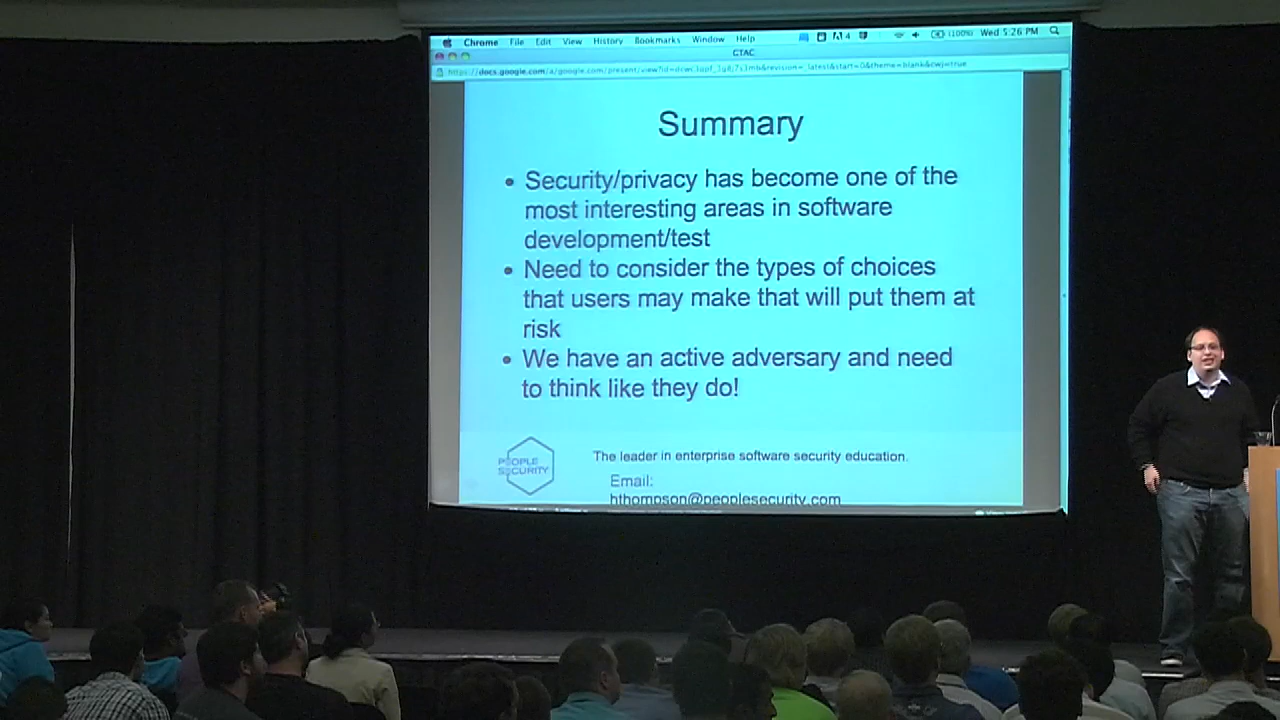 Chrome File Edit View History Bookmarks Window Help 4 (100%) Wed 5:26 PM
CTAC
Summary
• Security/privacy has become one of the
most interesting areas in software
development/test
• Need to consider the types of choices
that users may make that will put them at
risk
• We have an active adversary and need
to think like they do!
PEOPLE
SECURITY
The leader in enterprise software security education.
Email:
hthompson@peoplesecurity.com